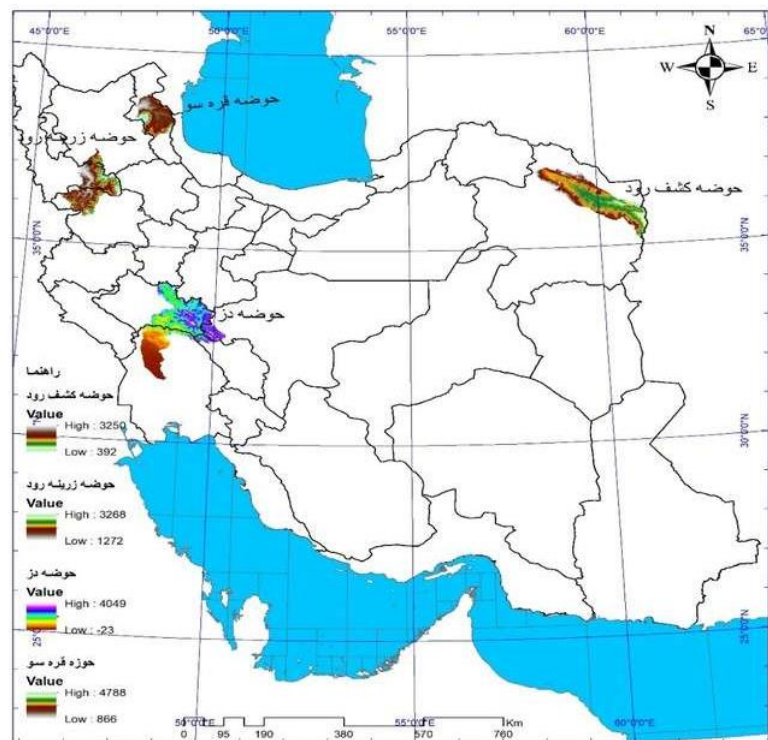 45°0'0"E
50°0'0"E
55°0'0"E
60°0'0"E
65°0'0"E
N
W E
S
حوضه قره سو
حوضه زرینه رود
حوضه کشف رود
35°0'0"N
35°0'0"N
حوضه دز
راهنما
حوضه کشف رود
Value
High : 3250
Low : 392
30°0'0"N
حوضه زرینه رود
Value
High : 3268
Low : 1272
حوضه دز
Value
High : 4049
Low : -23
25°0'0"N
حوزه قره سو
Value
High : 4788
Low : 866
50°0'0"E
55°0'0"E
60°0'0"E
0 95 190 380 570 760 Km